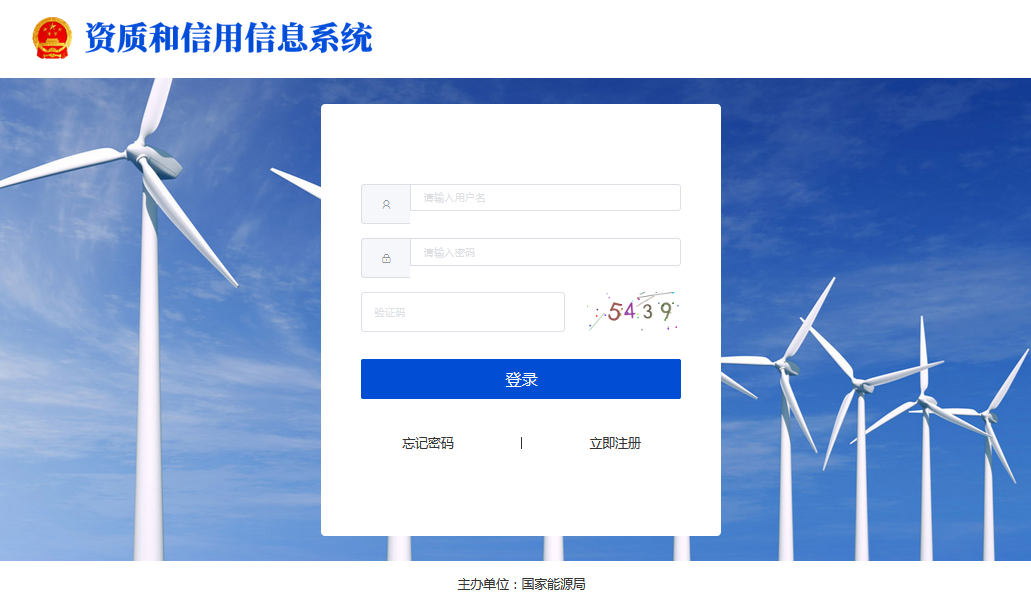 资质和信用信息系统
请输入用户名
请输入密码
验证码
5439
登录
忘记密码 | 立即注册
主办单位：国家能源局